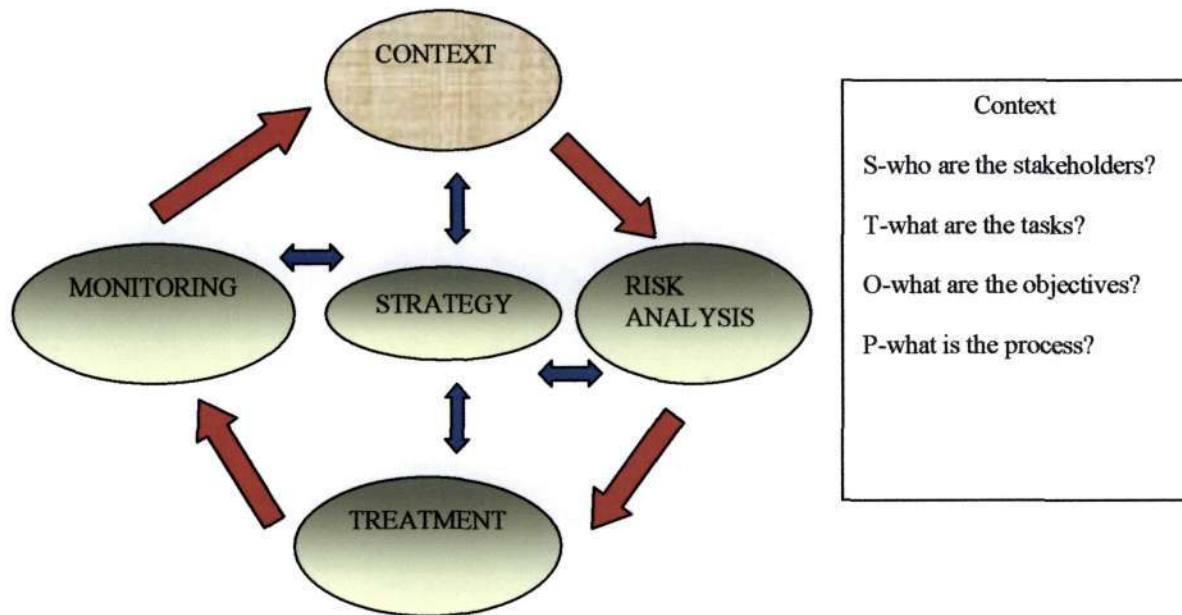 CONTEXT
MONITORING
STRATEGY
RISK
ANALYSIS
TREATMENT
Context
S-who are the stakeholders?
T-what are the tasks?
O-what are the objectives?
P-what is the process?